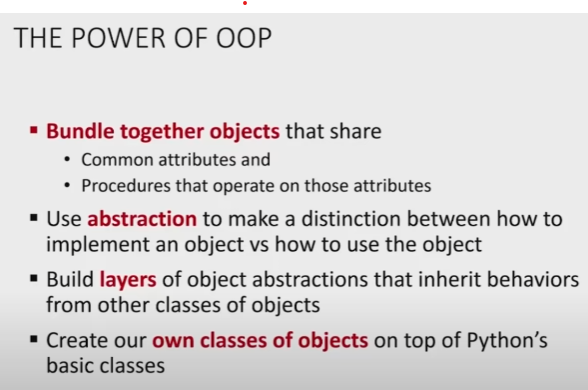 THE POWER OF OOP
▪ Bundle together objects that share
• Common attributes and
• Procedures that operate on those attributes
▪ Use abstraction to make a distinction between how to
implement an object vs how to use the object
▪ Build layers of object abstractions that inherit behaviors
from other classes of objects
▪ Create our own classes of objects on top of Python's
basic classes